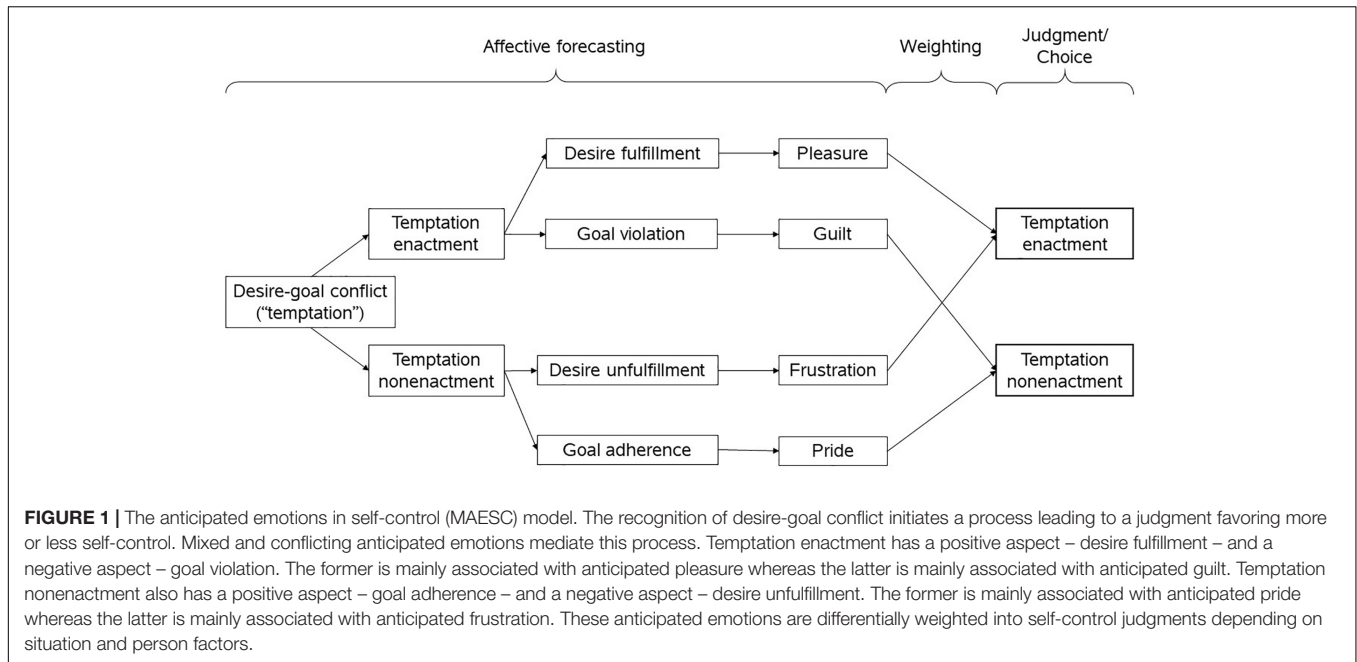 Affective forecasting
Weighting
Judgment/
Choice
Desire fulfillment
Pleasure
Temptation
enactment
Goal violation
Guilt
Temptation
enactment
Desire-goal conflict
(“temptation”)
Temptation
nonenactment
Desire unfulfillment
Frustration
Temptation
nonenactment
Goal adherence
Pride
FIGURE 1 | The anticipated emotions in self-control (MAESC) model. The recognition of desire-goal conflict initiates a process leading to a judgment favoring more
or less self-control. Mixed and conflicting anticipated emotions mediate this process. Temptation enactment has a positive aspect – desire fulfillment – and a
negative aspect – goal violation. The former is mainly associated with anticipated pleasure whereas the latter is mainly associated with anticipated guilt. Temptation
nonenactment also has a positive aspect – goal adherence – and a negative aspect – desire unfulfillment. The former is mainly associated with anticipated pride
whereas the latter is mainly associated with anticipated frustration. These anticipated emotions are differentially weighted into self-control judgments depending on
situation and person factors.